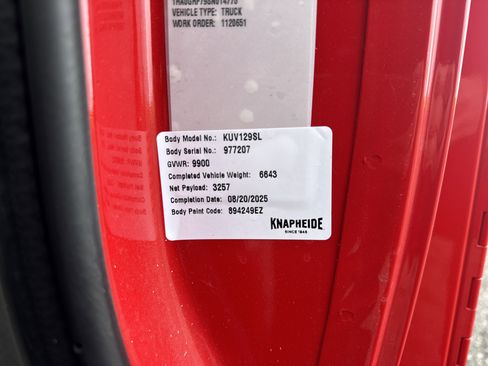 VEHICLE TYPE: TRUCK
WORK ORDER: 1120651
Body Model No.: KUV129SL
Body Serial No.: 977207
GVWR: 9900
Completed Vehicle Weight: 6643
Net Payload: 3257
Completion Date: 08/20/2025
Body Paint Code: 894249EZ
KNAPHEIDE
SINCE 1848